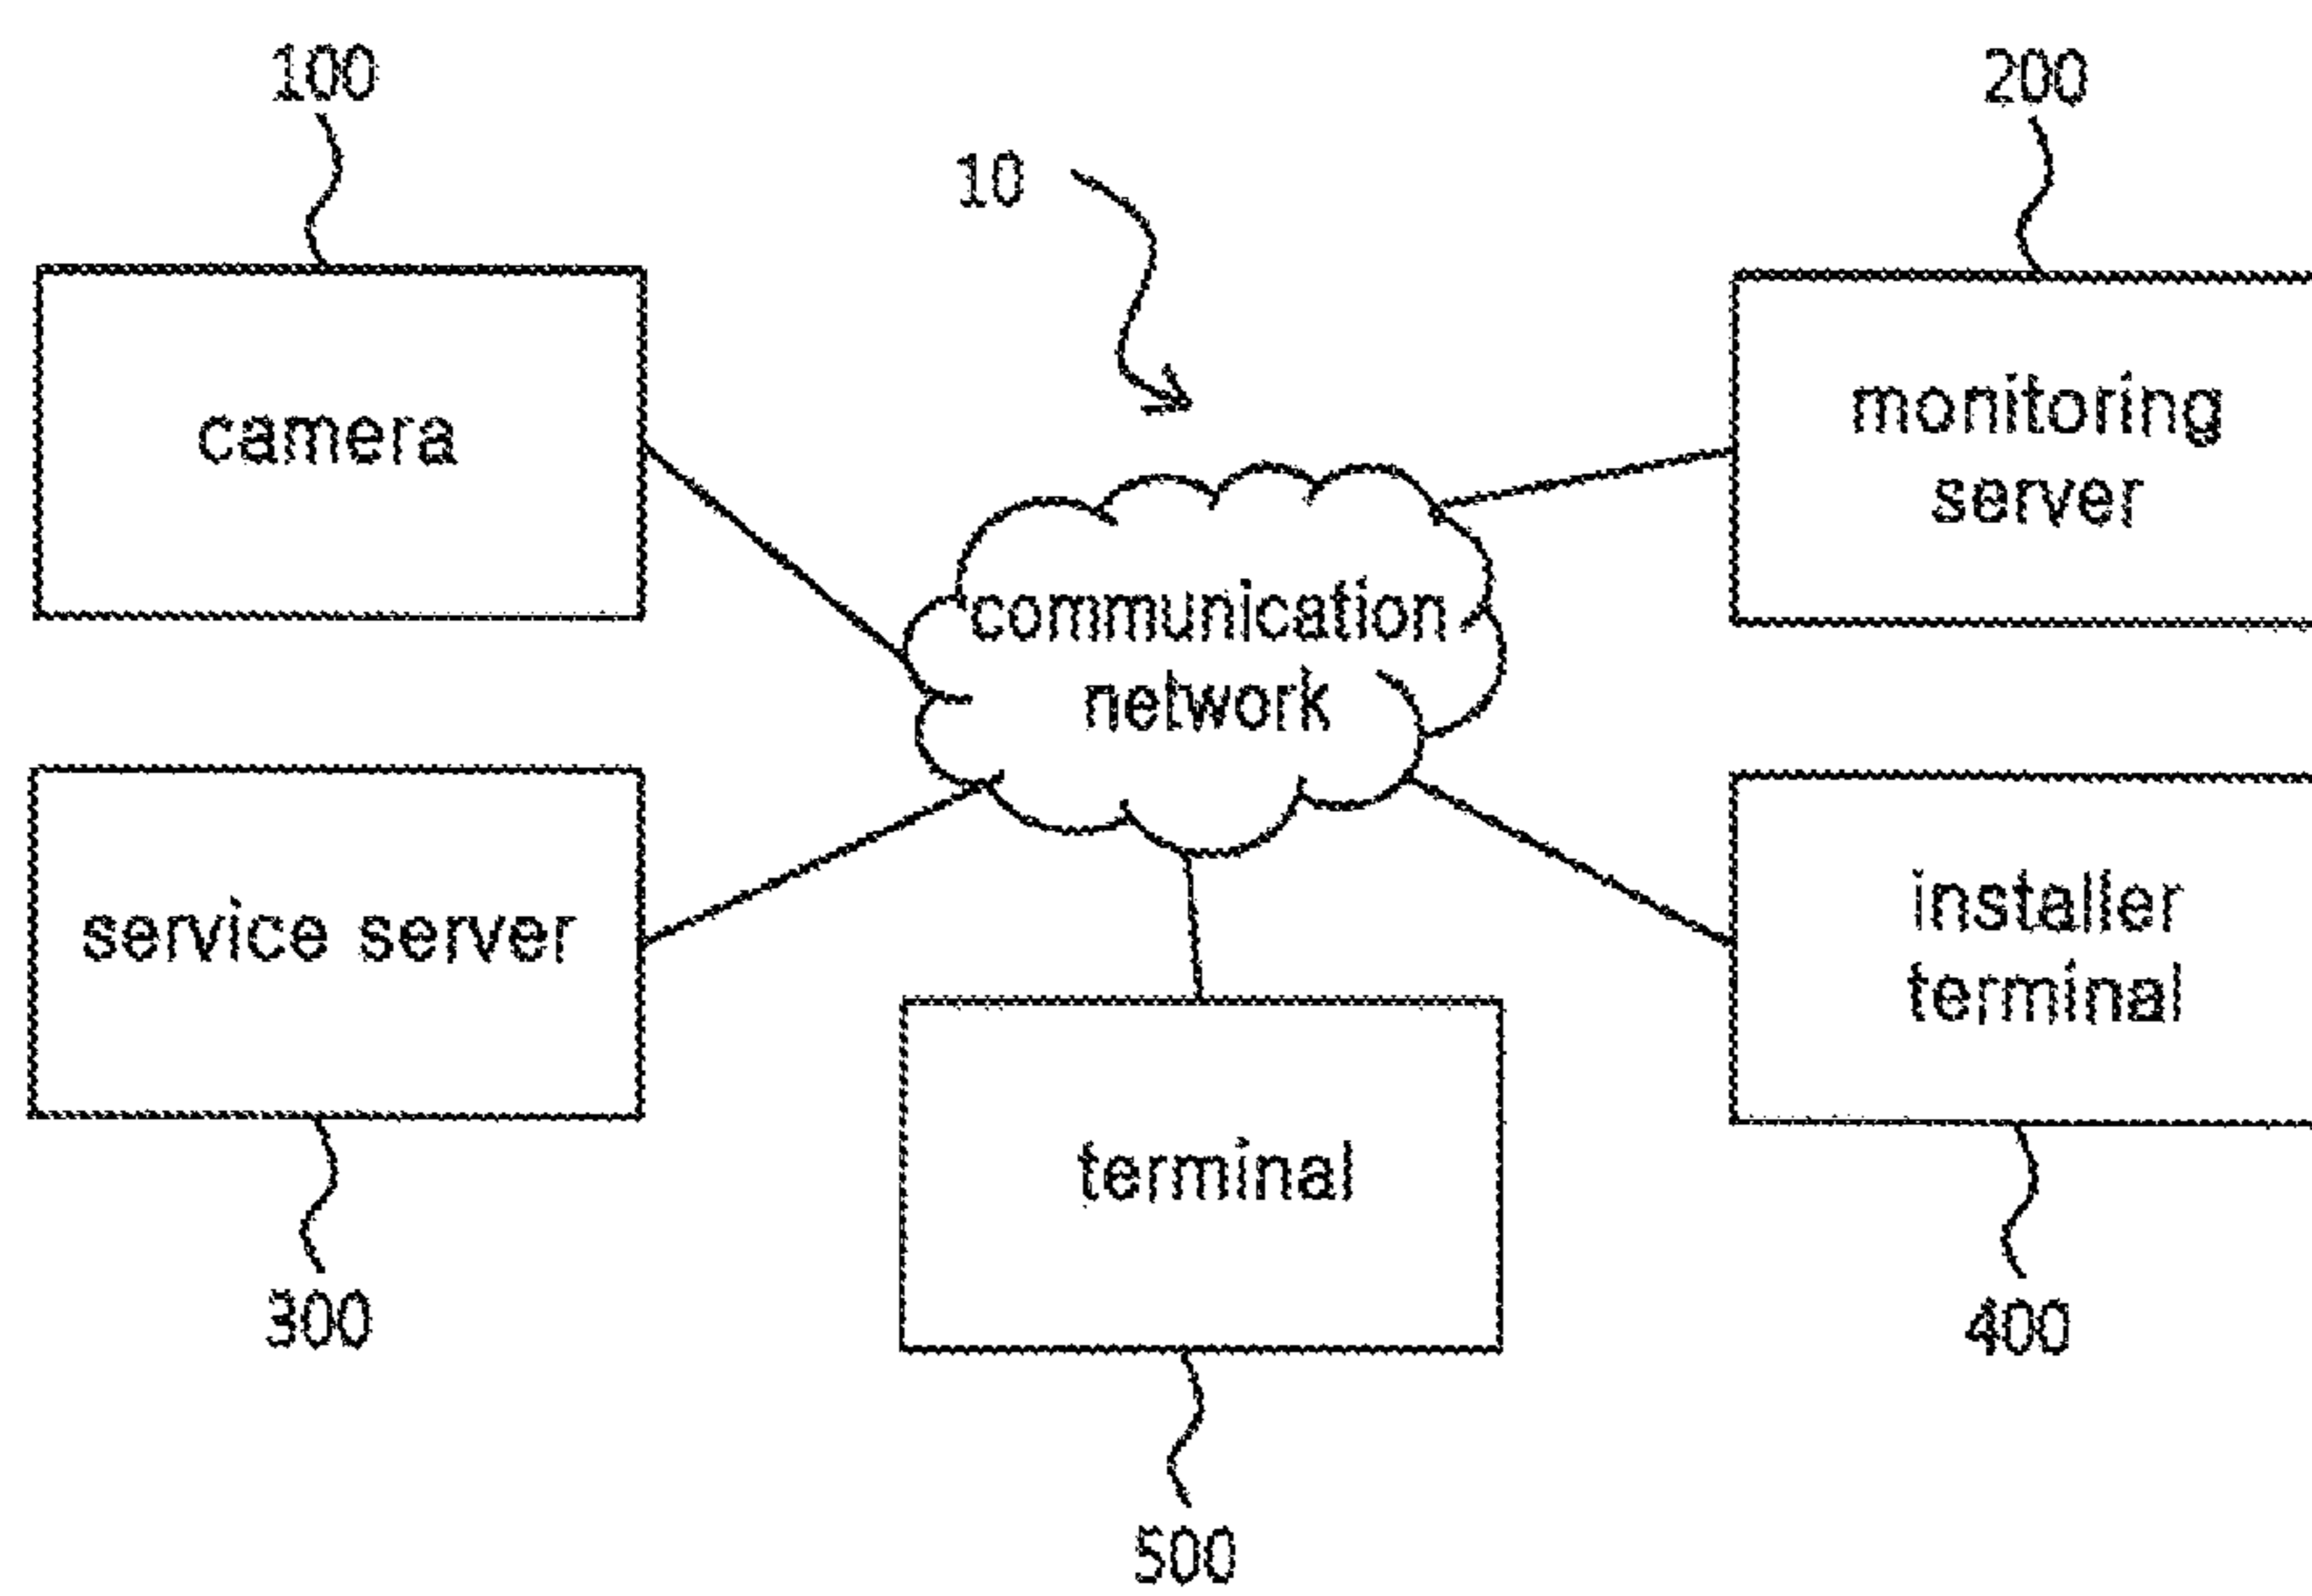 100
200
10
camera
monitoring
server
communication
network
service server
installer
terminal
terminal
300
400
500